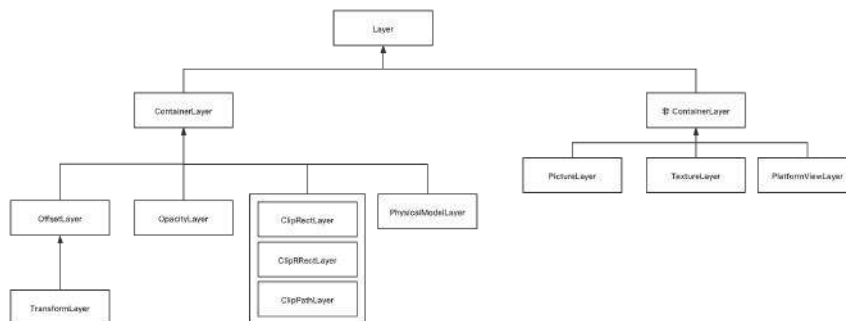 Layer
ContainerLayer
非 ContainerLayer
PictureLayer
TextureLayer
PlatformViewLayer
OffsetLayer
OpacityLayer
ClipRectLayer
PhysicalModelLayer
ClipRRectLayer
ClipPathLayer
TransformLayer